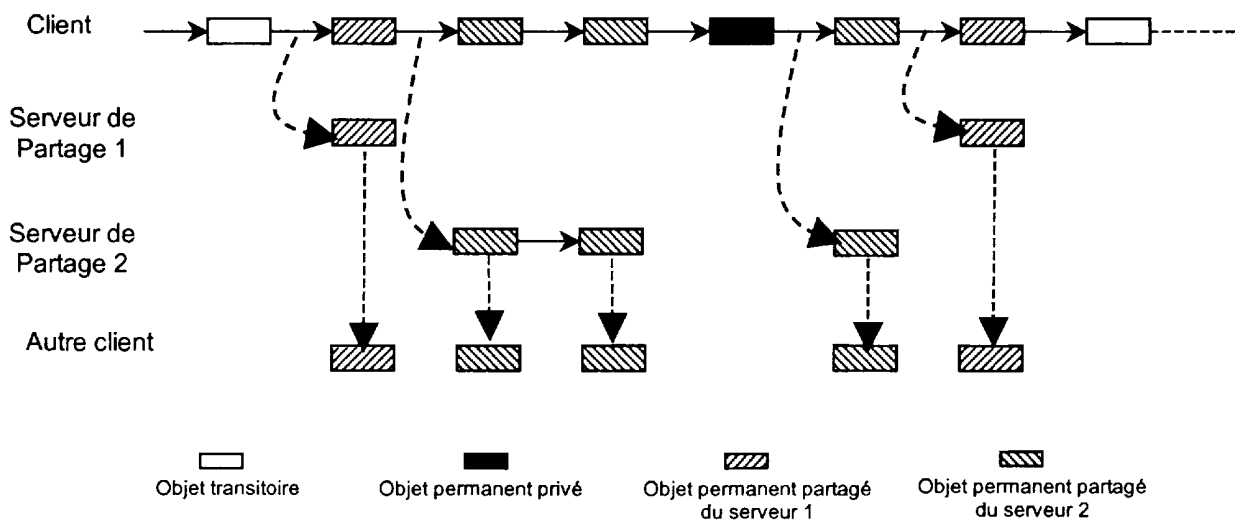 Client
Serveur de
Partage 1
Serveur de
Partage 2
Autre client
Objet transitoire
Objet permanent privé
Objet permanent partagé
du serveur 1
Objet permanent partagé
du serveur 2